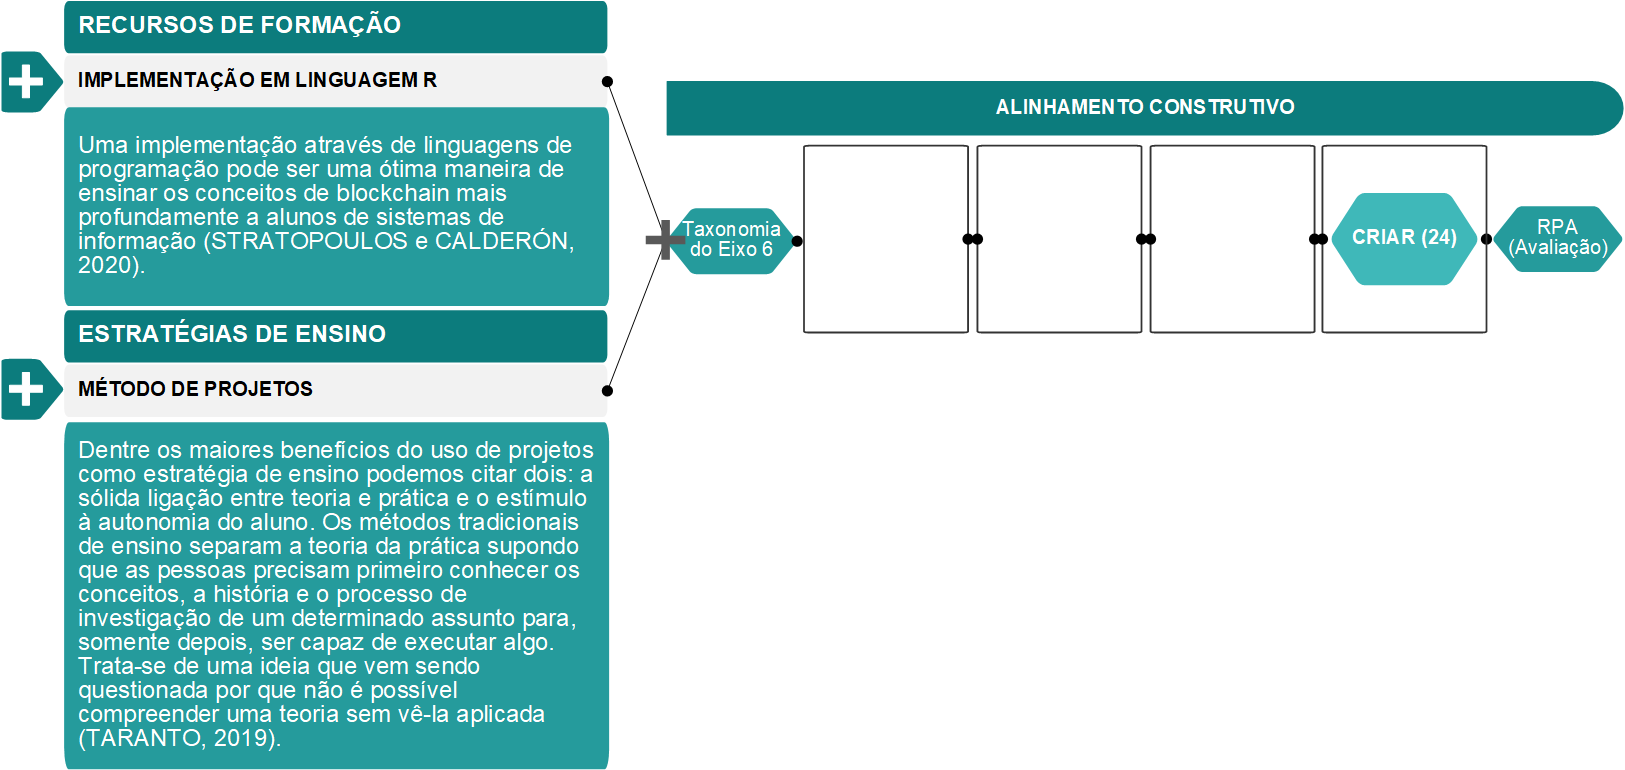 RECURSOS DE FORMAÇÃO
IMPLEMENTAÇÃO EM LINGUAGEM R
Uma implementação através de linguagens de
programação pode ser uma ótima maneira de
ensinar os conceitos de blockchain mais
profundamente a alunos de sistemas de
informação (STRATOPOULOS e CALDERÓN,
2020).
ESTRATÉGIAS DE ENSINO
MÉTODO DE PROJETOS
Dentre os maiores benefícios do uso de projetos
como estratégia de ensino podemos citar dois: a
sólida ligação entre teoria e prática e o estímulo
à autonomia do aluno. Os métodos tradicionais
de ensino separam a teoria da prática supondo
que as pessoas precisam primeiro conhecer os
conceitos, a história e o processo de
investigação de um determinado assunto para,
somente depois, ser capaz de executar algo.
Trata-se de uma ideia que vem sendo
questionada por que não é possível
compreender uma teoria sem vê-la aplicada
(TARANTO, 2019).
ALINHAMENTO CONSTRUTIVO
Taxonomia
do Eixo 6
CRIAR (24)
RPA
(Avaliação)